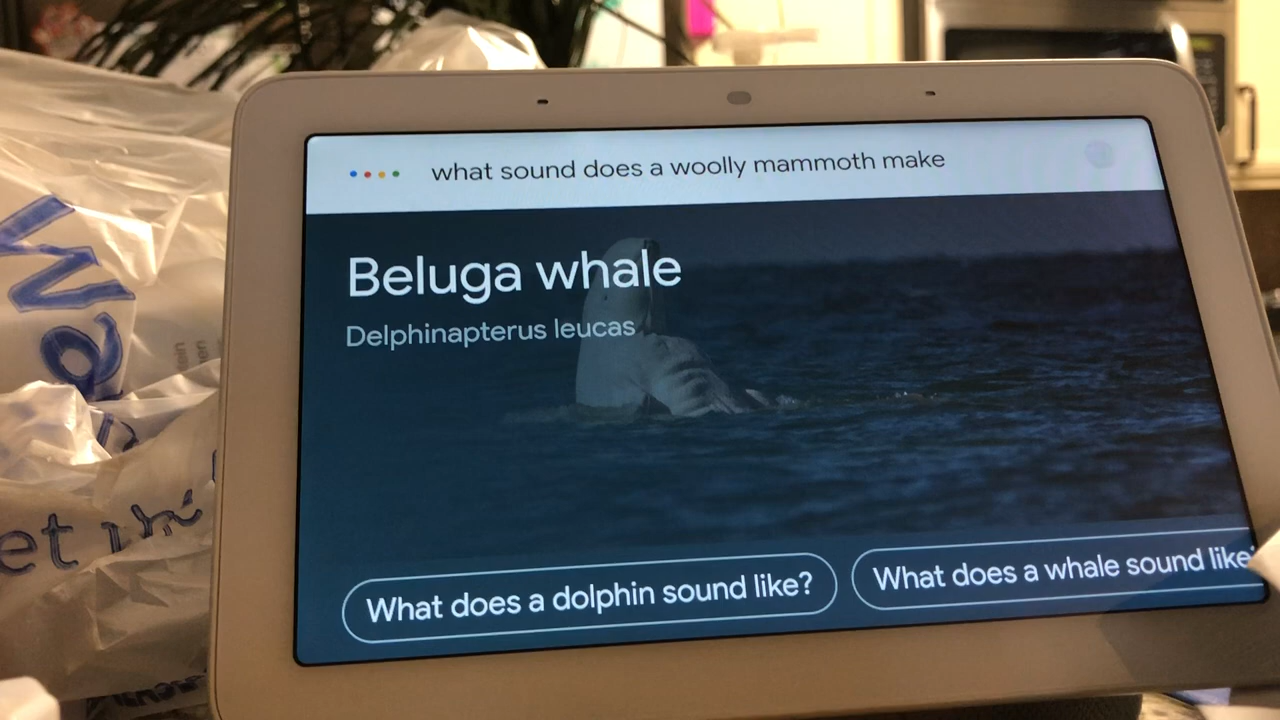 what sound does a woolly mammoth make
Beluga whale
Delphinapterus leucas
What does a dolphin sound like?
What does a whale sound like?
et